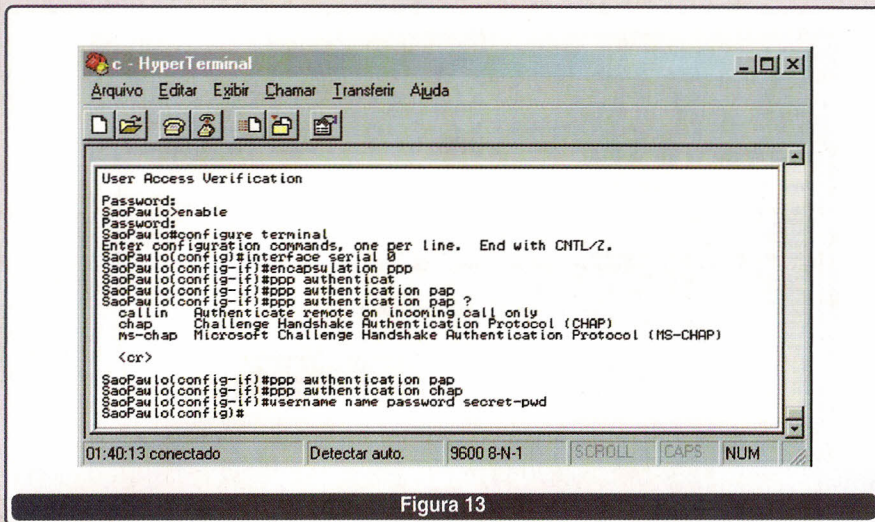 c - HyperTerminal
Arquivo Editar Exibir Chamar Transferir Ajuda
User Access Verification
Password:
SaoPaulo>enable
Password:
SaoPaulo#configure terminal
Enter configuration commands, one per line. End with CNTL/Z.
SaoPaulo(config)#interface serial 0
SaoPaulo(config-if)#encapsulation ppp
SaoPaulo(config-if)#ppp authenticat
SaoPaulo(config-if)#ppp authentication pap
SaoPaulo(config-if)#ppp authentication pap ?
callin Authenticate remote on incoming call only
chap Challenge Handshake Authentication Protocol (CHAP)
ms-chap Microsoft Challenge Handshake Authentication Protocol (MS-CHAP)
<cr>
SaoPaulo(config-if)#ppp authentication pap
SaoPaulo(config-if)#ppp authentication chap
SaoPaulo(config-if)#username name password secret-pwd
SaoPaulo(config)#
01:40:13 conectado Detectar auto. 9600 8-N-1 SCROLL CAPS NUM
Figura 13